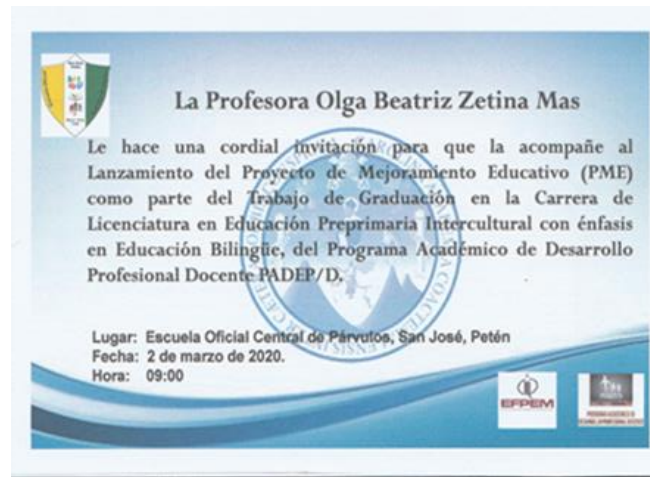 La Profesora Olga Beatriz Zetina Mas
Le hace una cordial invitación para que la acompañe al
Lanzamiento del Proyecto de Mejoramiento Educativo (PME)
como parte del Trabajo de Graduación en la Carrera de
Licenciatura en Educación Preprimaria Intercultural con énfasis
en Educación Bilingüe, del Programa Académico de Desarrollo
Profesional Docente PADEP/D.
Lugar: Escuela Oficial Central de Párvulos, San José, Petén
Fecha: 2 de marzo de 2020.
Hora: 09:00
EFPEM